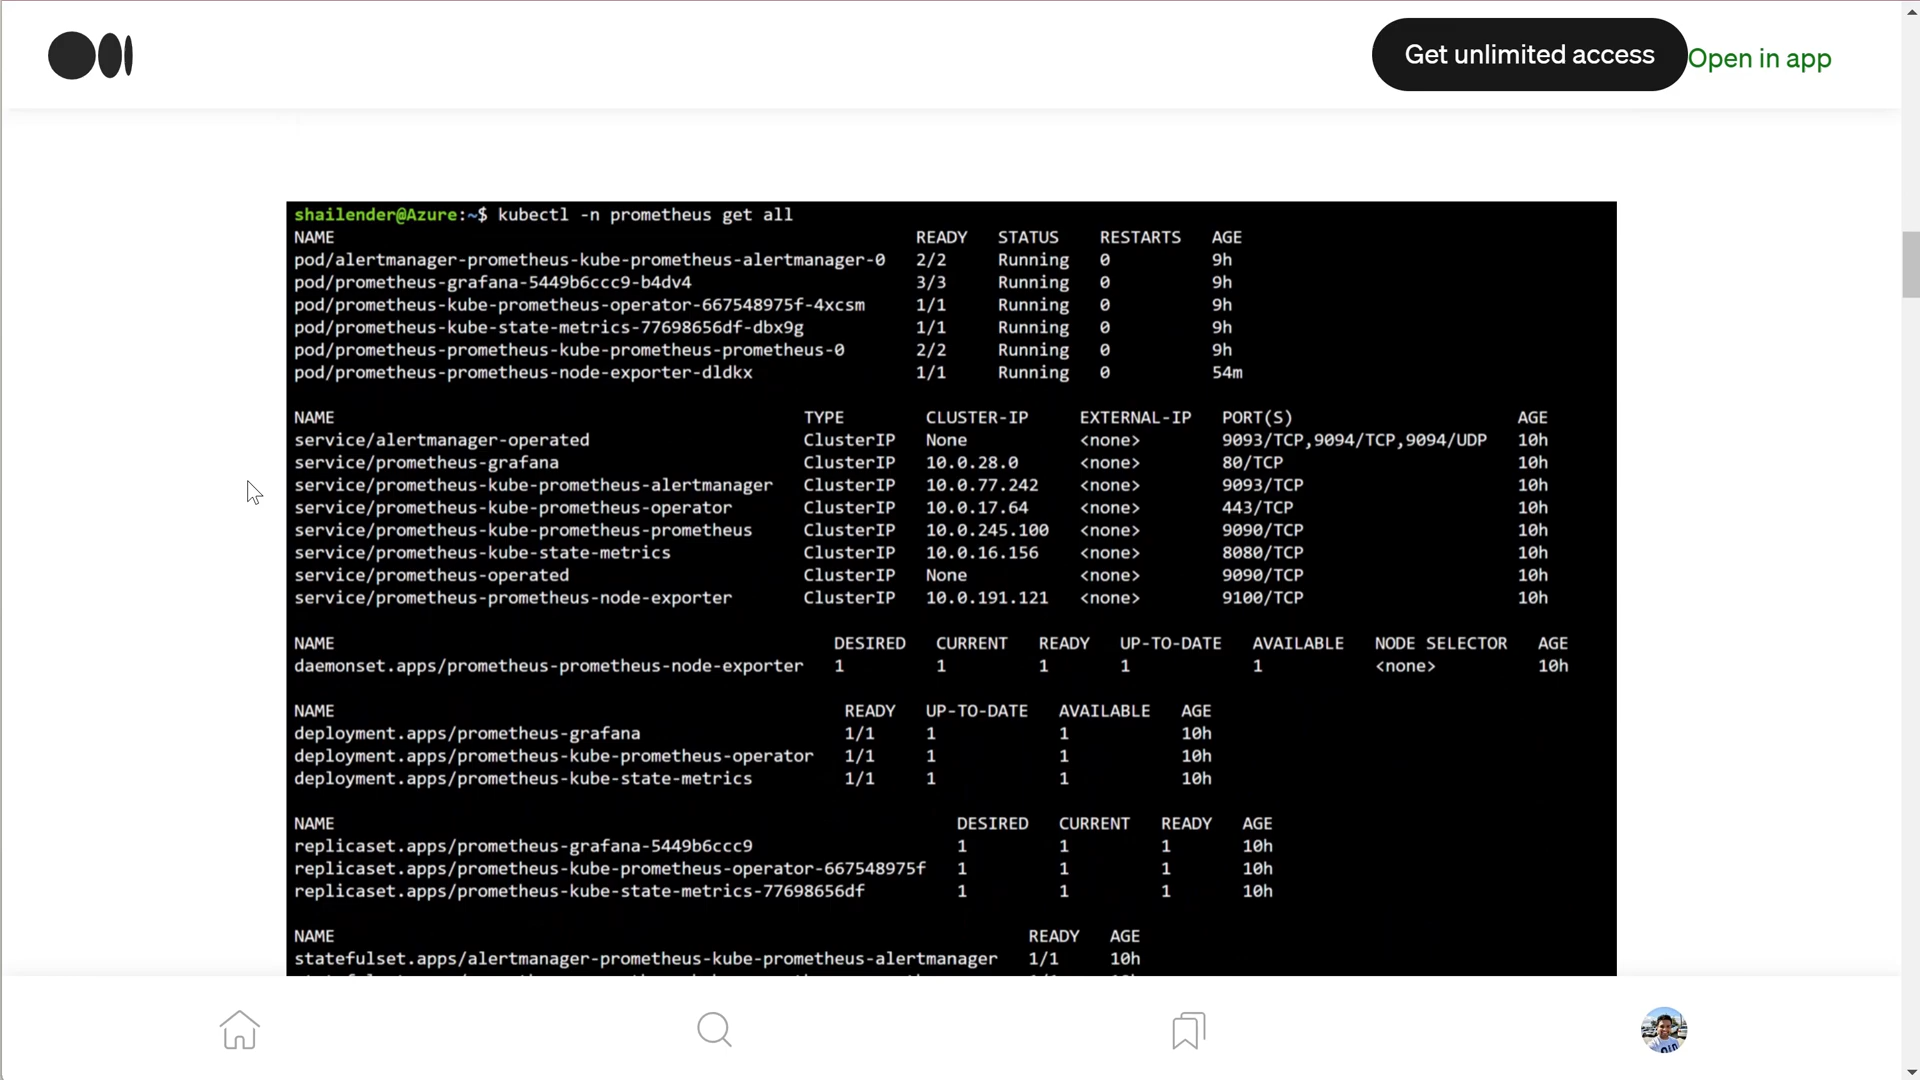 Get unlimited access
Open in app
shailender@Azure:~$ kubectl -n prometheus get all
NAME READY STATUS RESTARTS AGE
pod/alertmanager-prometheus-kube-prometheus-alertmanager-0 2/2 Running 0 9h
pod/prometheus-grafana-5449b6ccc9-b4dv4 3/3 Running 0 9h
pod/prometheus-kube-prometheus-operator-667548975f-4xcsm 1/1 Running 0 9h
pod/prometheus-kube-state-metrics-77698656df-dbx9g 1/1 Running 0 9h
pod/prometheus-prometheus-kube-prometheus-prometheus-0 2/2 Running 0 9h
pod/prometheus-prometheus-node-exporter-dldkx 1/1 Running 0 54m
NAME TYPE CLUSTER-IP EXTERNAL-IP PORT(S) AGE
service/alertmanager-operated ClusterIP None <none> 9093/TCP,9094/TCP,9094/UDP 10h
service/prometheus-grafana ClusterIP 10.0.28.0 <none> 80/TCP 10h
service/prometheus-kube-prometheus-alertmanager ClusterIP 10.0.77.242 <none> 9093/TCP 10h
service/prometheus-kube-prometheus-operator ClusterIP 10.0.17.64 <none> 443/TCP 10h
service/prometheus-kube-prometheus-prometheus ClusterIP 10.0.245.100 <none> 9090/TCP 10h
service/prometheus-kube-state-metrics ClusterIP 10.0.16.156 <none> 8080/TCP 10h
service/prometheus-operated ClusterIP None <none> 9090/TCP 10h
service/prometheus-prometheus-node-exporter ClusterIP 10.0.191.121 <none> 9100/TCP 10h
NAME DESIRED CURRENT READY UP-TO-DATE AVAILABLE NODE SELECTOR AGE
daemonset.apps/prometheus-prometheus-node-exporter 1 1 1 1 1 <none> 10h
NAME READY UP-TO-DATE AVAILABLE AGE
deployment.apps/prometheus-grafana 1/1 1 1 10h
deployment.apps/prometheus-kube-prometheus-operator 1/1 1 1 10h
deployment.apps/prometheus-kube-state-metrics 1/1 1 1 10h
NAME DESIRED CURRENT READY AGE
replicaset.apps/prometheus-grafana-5449b6ccc9 1 1 1 10h
replicaset.apps/prometheus-kube-prometheus-operator-667548975f 1 1 1 10h
replicaset.apps/prometheus-kube-state-metrics-77698656df 1 1 1 10h
NAME READY AGE
statefulset.apps/alertmanager-prometheus-kube-prometheus-alertmanager 1/1 10h